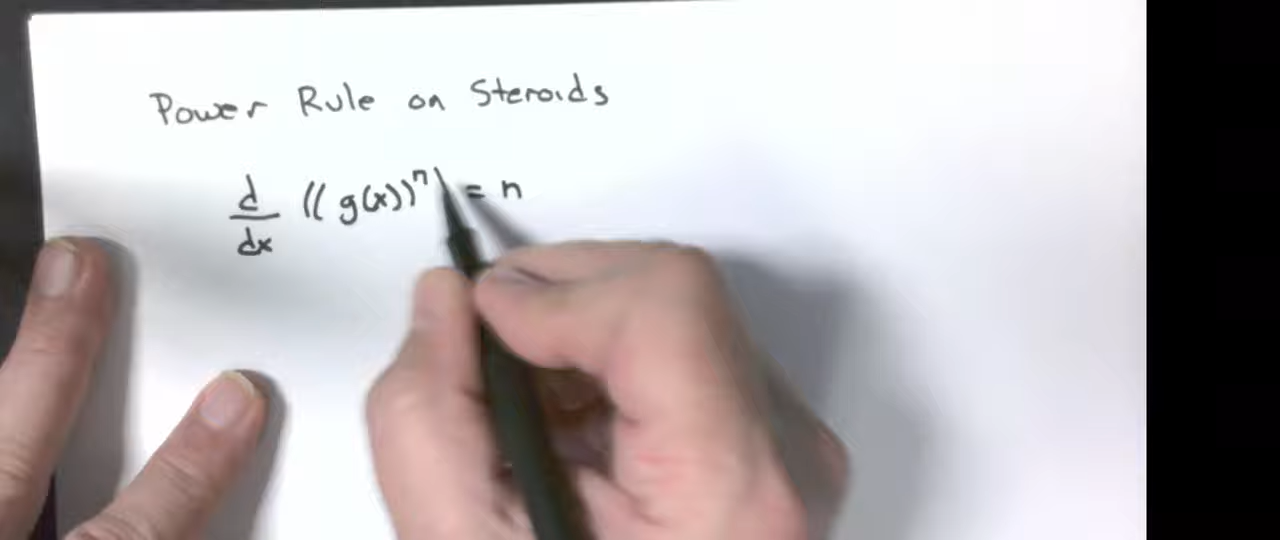 Power Rule on Steroids
d/dx ((g(x))^n) = n